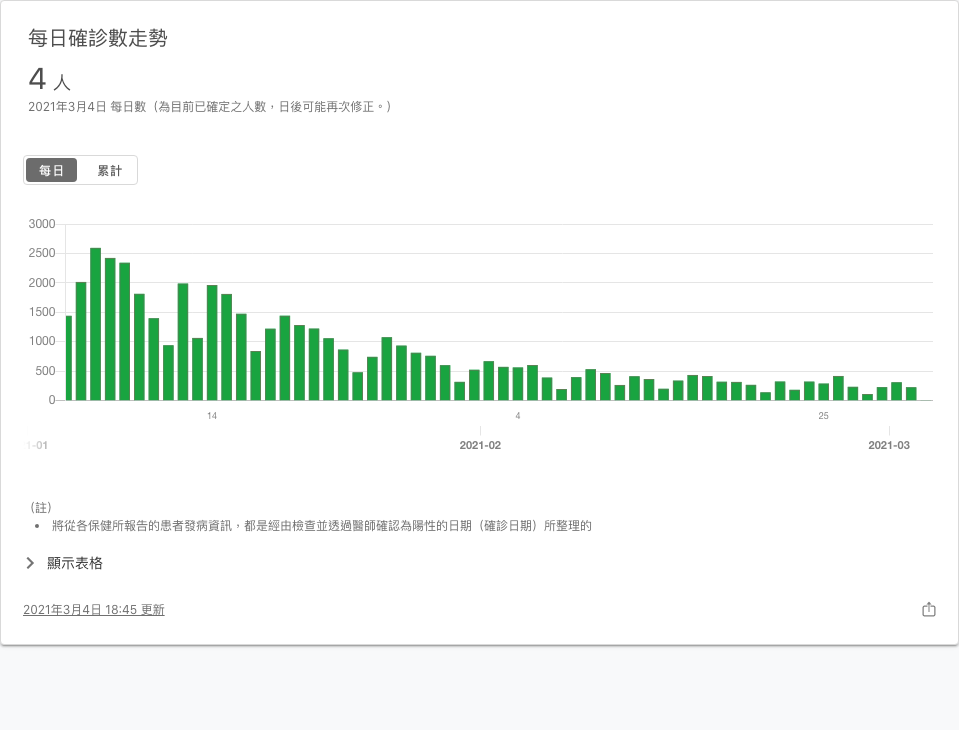 每日確診數走勢
4 人
2021年3月4日 每日數（為目前已確定之人數，日後可能再次修正。）
每日 累計
3000
2500
2000
1500
1000
500
0
14 4 25
1-01 2021-02 2021-03
（註）
• 將從各保健所報告的患者發病資訊，都是經由檢查並透過醫師確認為陽性的日期（確診日期）所整理的
顯示表格
2021年3月4日 18:45 更新